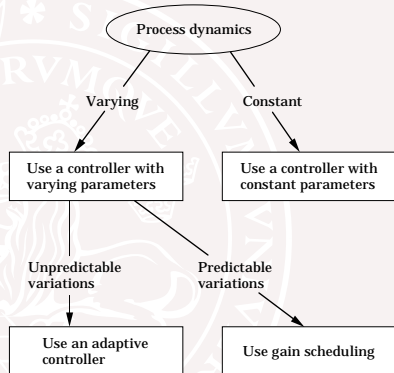 Process dynamics
Varying
Constant
Use a controller with
varying parameters
Use a controller with
constant parameters
Unpredictable
variations
Predictable
variations
Use an adaptive
controller
Use gain scheduling